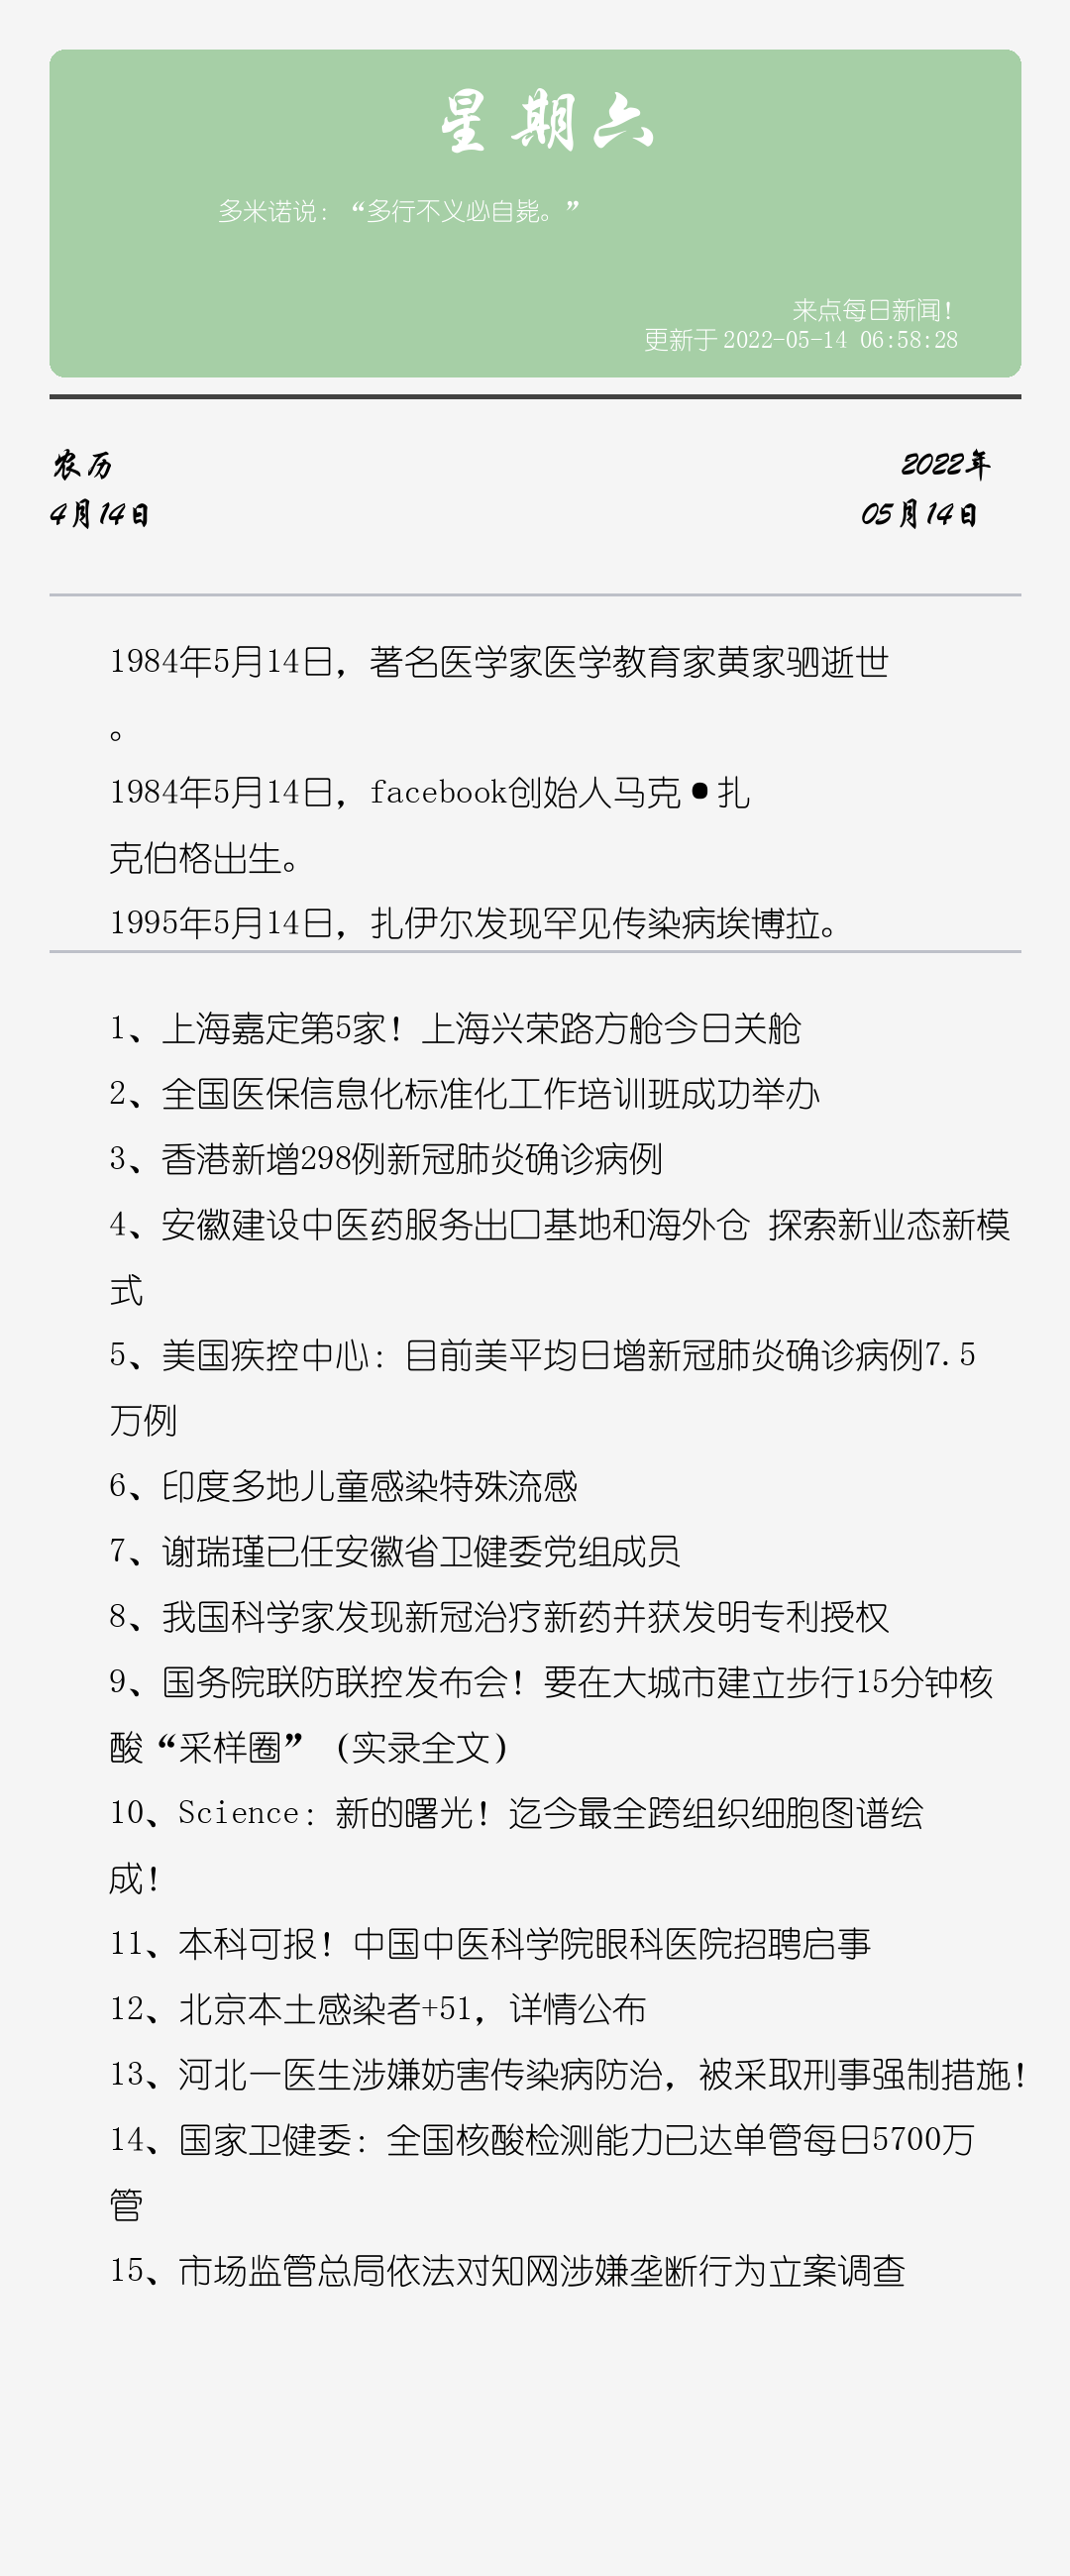 星期六
多米诺说：“多行不义必自毙。”
来点每日新闻！
更新于2022-05-14 06:58:28
农历
2022年
4月14日
05月14日
1984年5月14日，著名医学家医学教育家黄家驷逝世
。
1984年5月14日，facebook创始人马克•扎
克伯格出生。
1995年5月14日，扎伊尔发现罕见传染病埃博拉。
1、上海嘉定第5家！上海兴荣路方舱今日关舱
2、全国医保信息化标准化工作培训班成功举办
3、香港新增298例新冠肺炎确诊病例
4、安徽建设中医药服务出口基地和海外仓 探索新业态新模
式
5、美国疾控中心：目前美平均日增新冠肺炎确诊病例7.5
万例
6、印度多地儿童感染特殊流感
7、谢瑞瑾已任安徽省卫健委党组成员
8、我国科学家发现新冠治疗新药并获发明专利授权
9、国务院联防联控发布会！要在大城市建立步行15分钟核
酸“采样圈”（实录全文）
10、Science：新的曙光！迄今最全跨组织细胞图谱绘
成！
11、本科可报！中国中医科学院眼科医院招聘启事
12、北京本土感染者+51，详情公布
13、河北一医生涉嫌妨害传染病防治，被采取刑事强制措施！
14、国家卫健委：全国核酸检测能力已达单管每日5700万
管
15、市场监管总局依法对知网涉嫌垄断行为立案调查